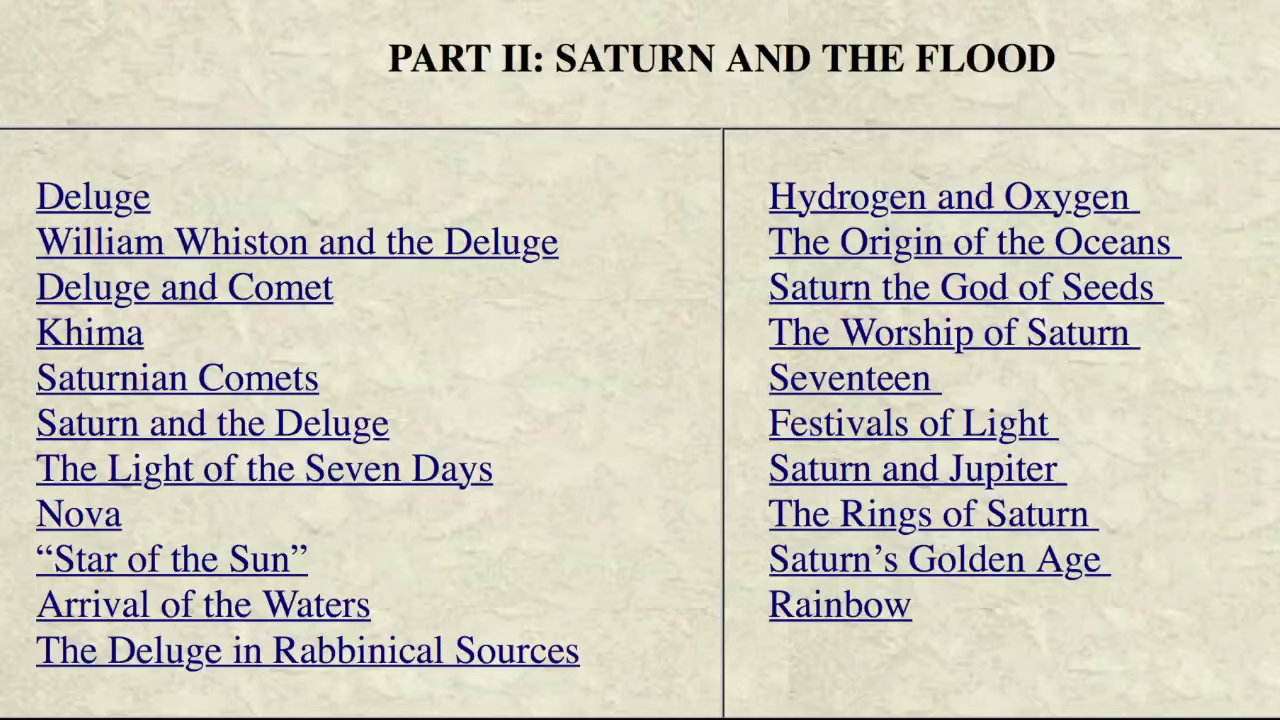 PART II: SATURN AND THE FLOOD
Deluge
William Whiston and the Deluge
Deluge and Comet
Khima
Saturnian Comets
Saturn and the Deluge
The Light of the Seven Days
Nova
“Star of the Sun”
Arrival of the Waters
The Deluge in Rabbinical Sources
Hydrogen and Oxygen
The Origin of the Oceans
Saturn the God of Seeds
The Worship of Saturn
Seventeen
Festivals of Light
Saturn and Jupiter
The Rings of Saturn
Saturn’s Golden Age
Rainbow